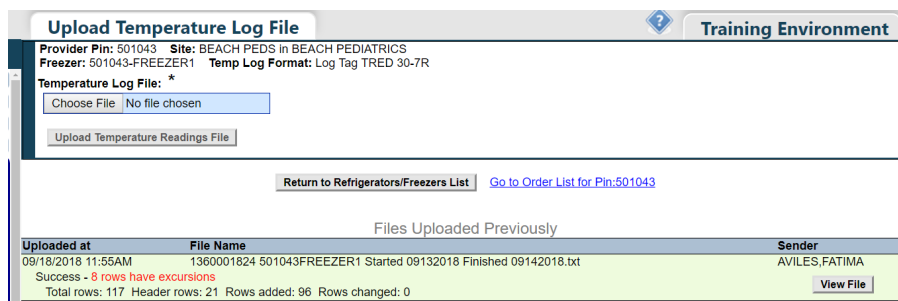 Upload Temperature Log File
?
Training Environment
Provider Pin: 501043 Site: BEACH PEDS in BEACH PEDIATRICS
Freezer: 501043-FREEZER1 Temp Log Format: Log Tag TRED 30-7R
Temperature Log File: *
Choose File No file chosen
Upload Temperature Readings File
Return to Refrigerators/Freezers List Go to Order List for Pin:501043
Files Uploaded Previously
Uploaded at File Name Sender
09/18/2018 11:55AM 1360001824 501043FREEZER1 Started 09132018 Finished 09142018.txt AVILES,FATIMA
Success - 8 rows have excursions
View File
Total rows: 117 Header rows: 21 Rows added: 96 Rows changed: 0